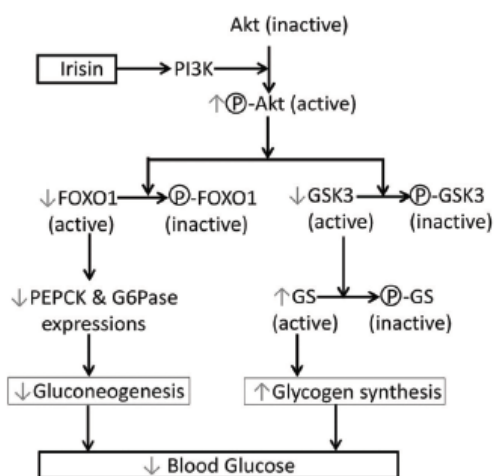 Akt (inactive)
Irisin PI3K
↑Ⓟ-Akt (active)
↓FOXO1 Ⓟ-FOXO1 ↓GSK3 Ⓟ-GSK3
(active) (inactive) (active) (inactive)
↓PEPCK & G6Pase ↑GS Ⓟ-GS
expressions (active) (inactive)
↓Gluconeogenesis ↑Glycogen synthesis
↓ Blood Glucose